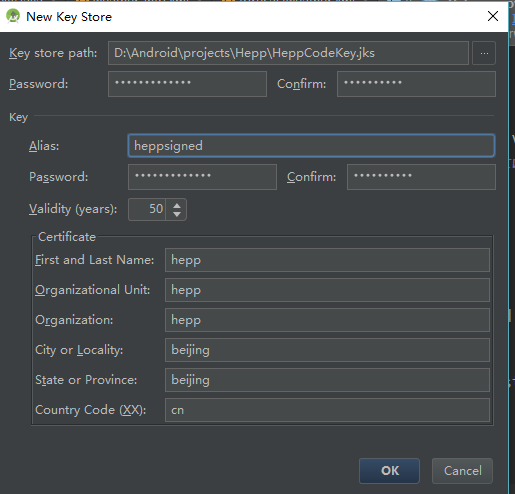 New Key Store
Key store path: D:\Android\projects\Hepp\HeppCodeKey.jks ...
Password: ••••••••••••• Confirm: ••••••••••
Key
Alias: heppsigned
Password: ••••••••••••• Confirm: ••••••••••
Validity (years): 50
Certificate
First and Last Name: hepp
Organizational Unit: hepp
Organization: hepp
City or Locality: beijing
State or Province: beijing
Country Code (XX): cn
OK Cancel